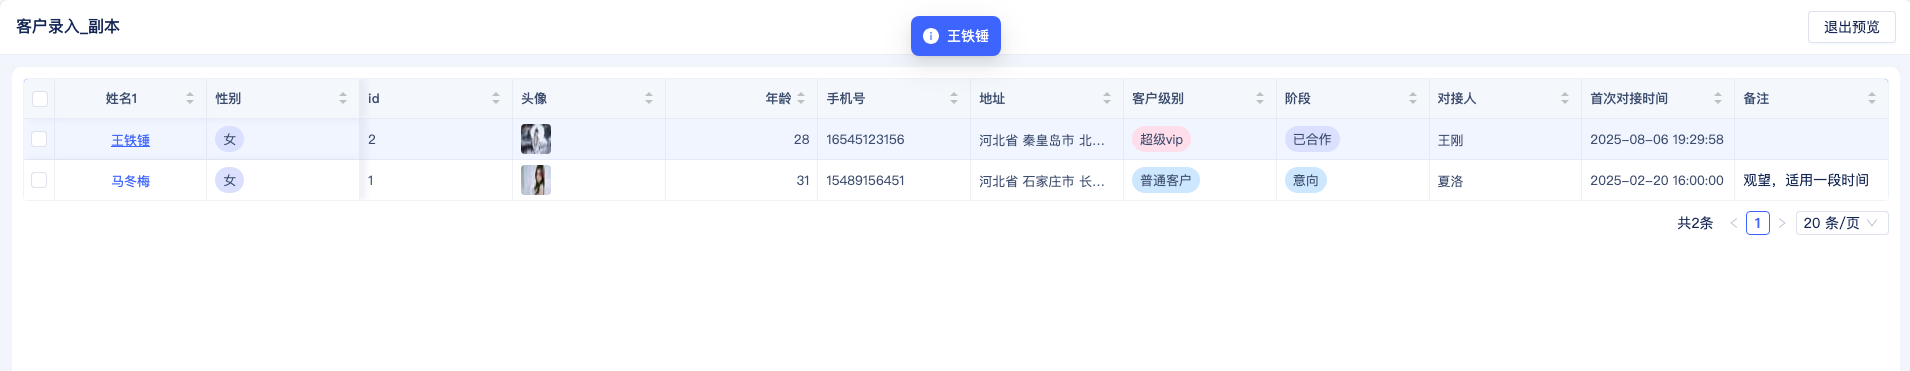 客户录入_副本
王铁锤
退出预览
姓名1 性别 id 头像 年龄 手机号 地址 客户级别 阶段 对接人 首次对接时间 备注
王铁锤 女 2 28 16545123156 河北省 秦皇岛市 北... 超级vip 已合作 王刚 2025-08-06 19:29:58
马冬梅 女 1 31 15489156451 河北省 石家庄市 长... 普通客户 意向 夏洛 2025-02-20 16:00:00 观望，适用一段时间
共2条 < 1 > 20 条/页